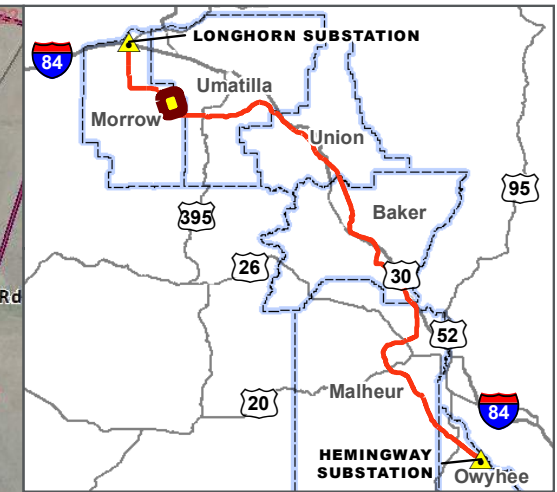 LONGHORN SUBSTATION
84
Umatilla
Morrow
Union
95
Baker
395
26
30
Rd
52
Malheur
20
84
HEMINGWAY
SUBSTATION
Owyhee